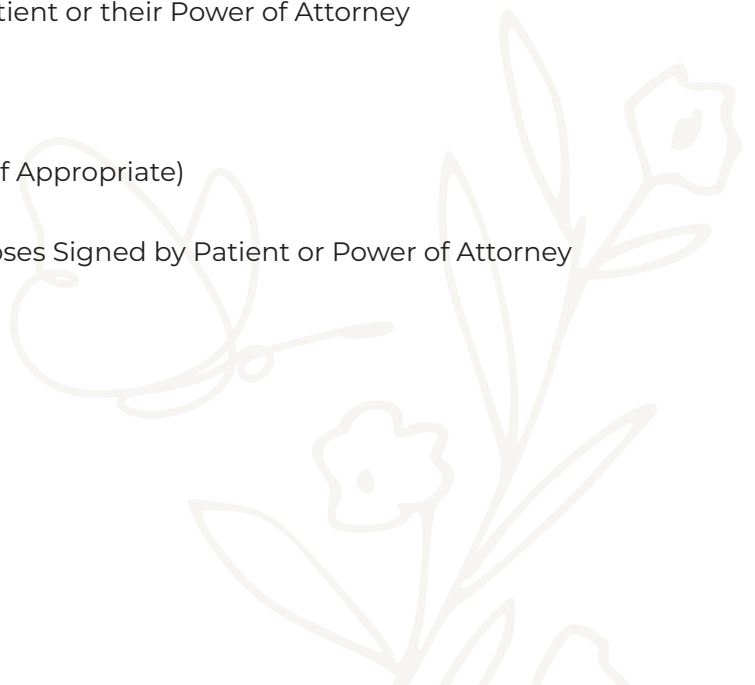 tient or their Power of Attorney
f Appropriate)
oses Signed by Patient or Power of Attorney